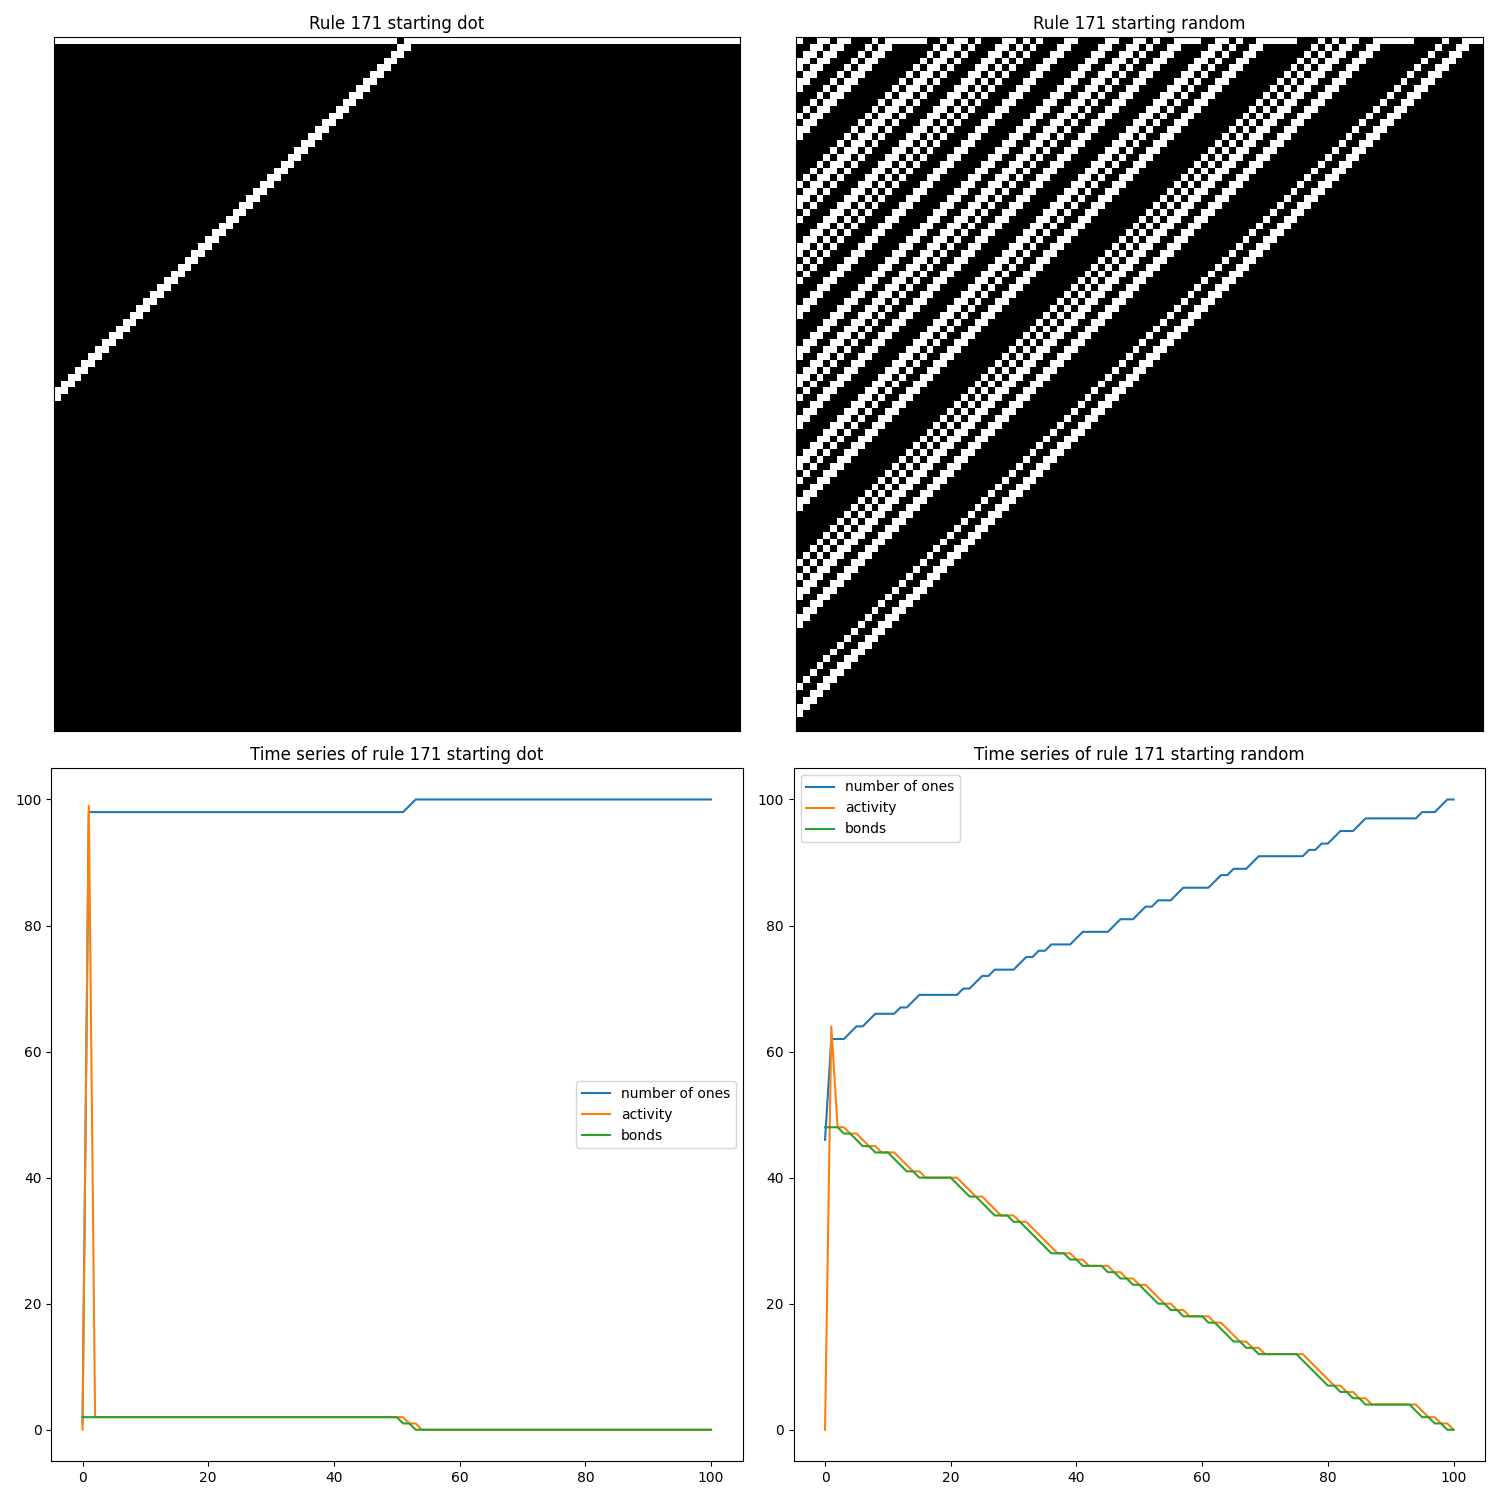 Rule 171 starting dot
Rule 171 starting random
Time series of rule 171 starting dot
100
80
60
40
20
0
0 20 40 60 80 100
number of ones
activity
bonds
Time series of rule 171 starting random
100
80
60
40
20
0
0 20 40 60 80 100
number of ones
activity
bonds